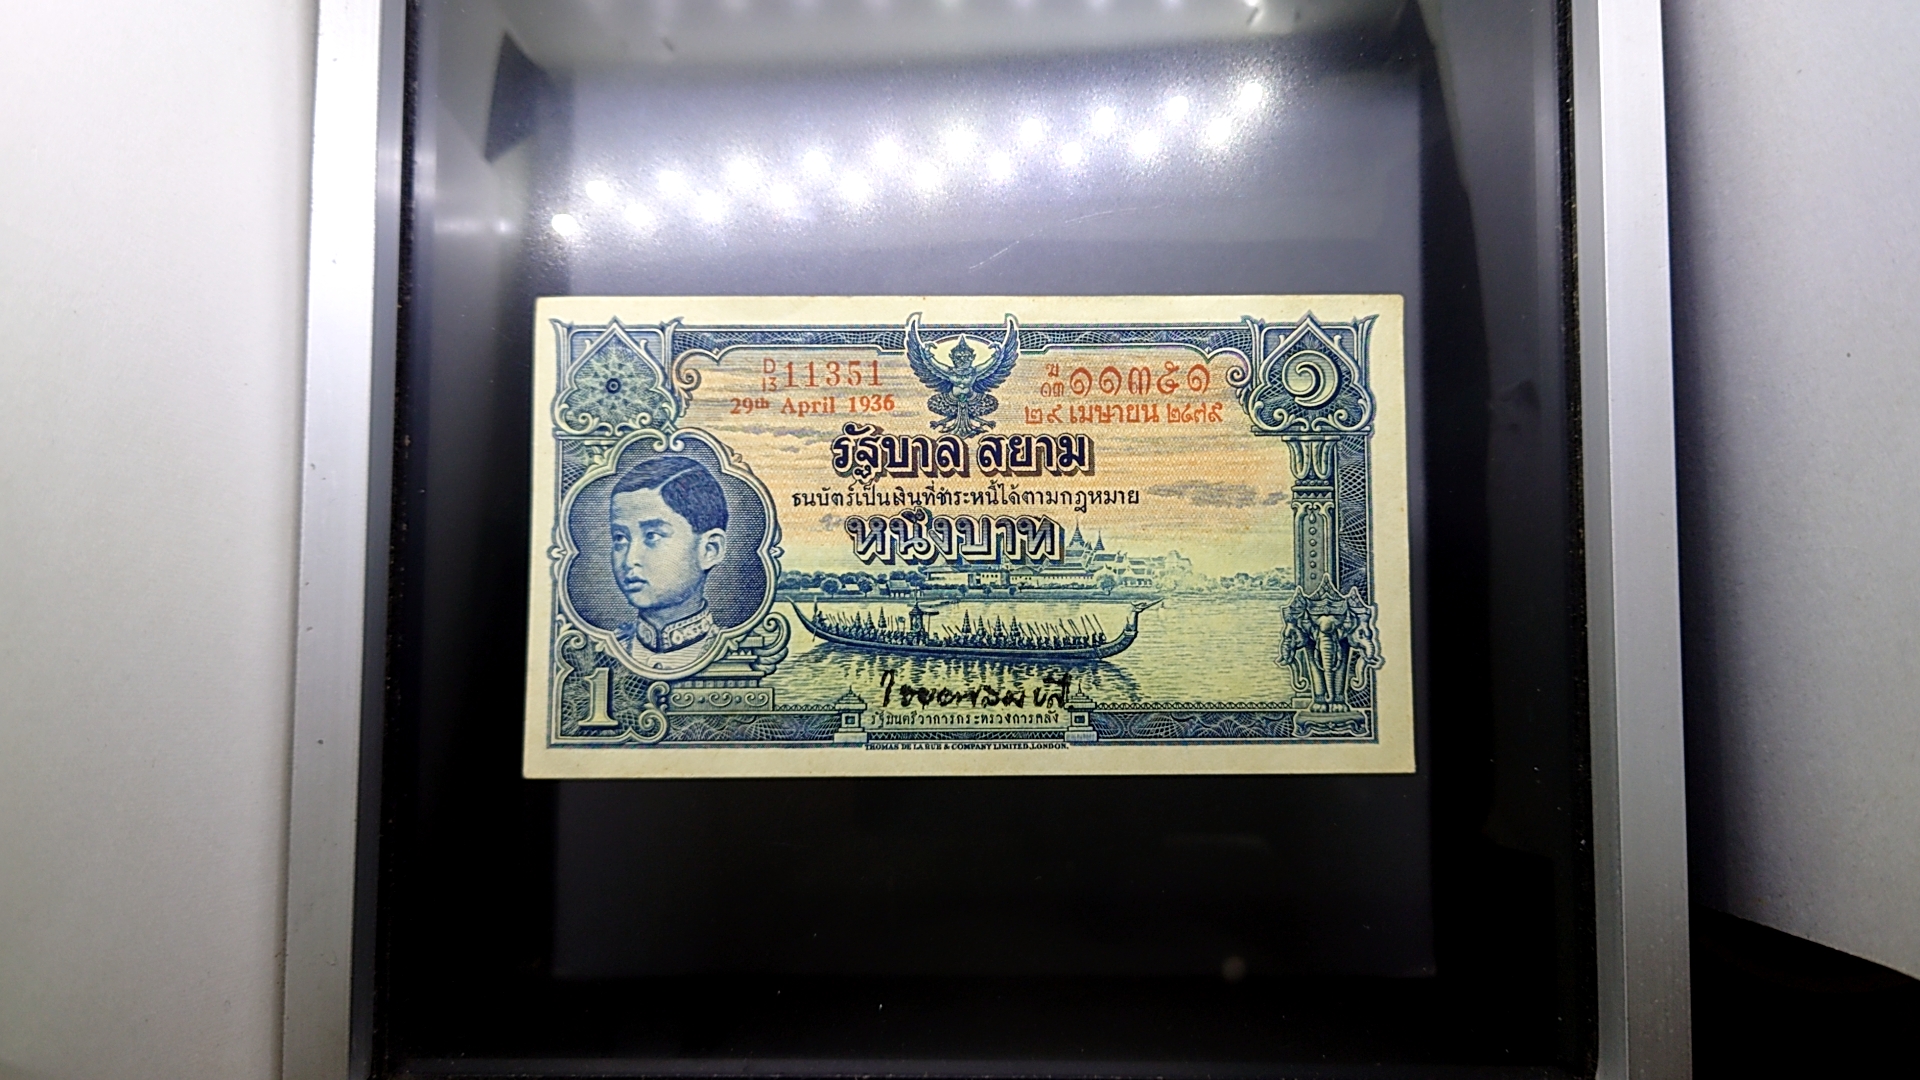 D/13 11351
29th April 1936
ฆ/๑๓ ๑๑๓๕๑
๒๙ เมษายน ๒๔๗๙
๑
รัฐบาล สยาม
ธนบัตร์เป็นเงินที่ชำระหนี้ได้ตามกฎหมาย
หนึ่งบาท
1
รัฐมนตรีว่าการกระทรวงการคลัง
THOMAS DE LA RUE & COMPANY LIMITED, LONDON.